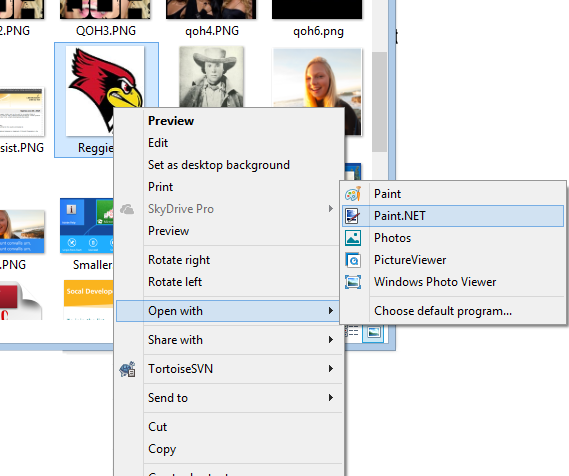 2.PNG
QOH3.PNG
qoh4.PNG
qoh6.png
sist.PNG
Reggie
.PNG
Smaller
Socal Develop
Preview
Edit
Set as desktop background
Print
SkyDrive Pro
Preview
Rotate right
Rotate left
Open with
Share with
TortoiseSVN
Send to
Cut
Copy
Paint
Paint.NET
Photos
PictureViewer
Windows Photo Viewer
Choose default program...